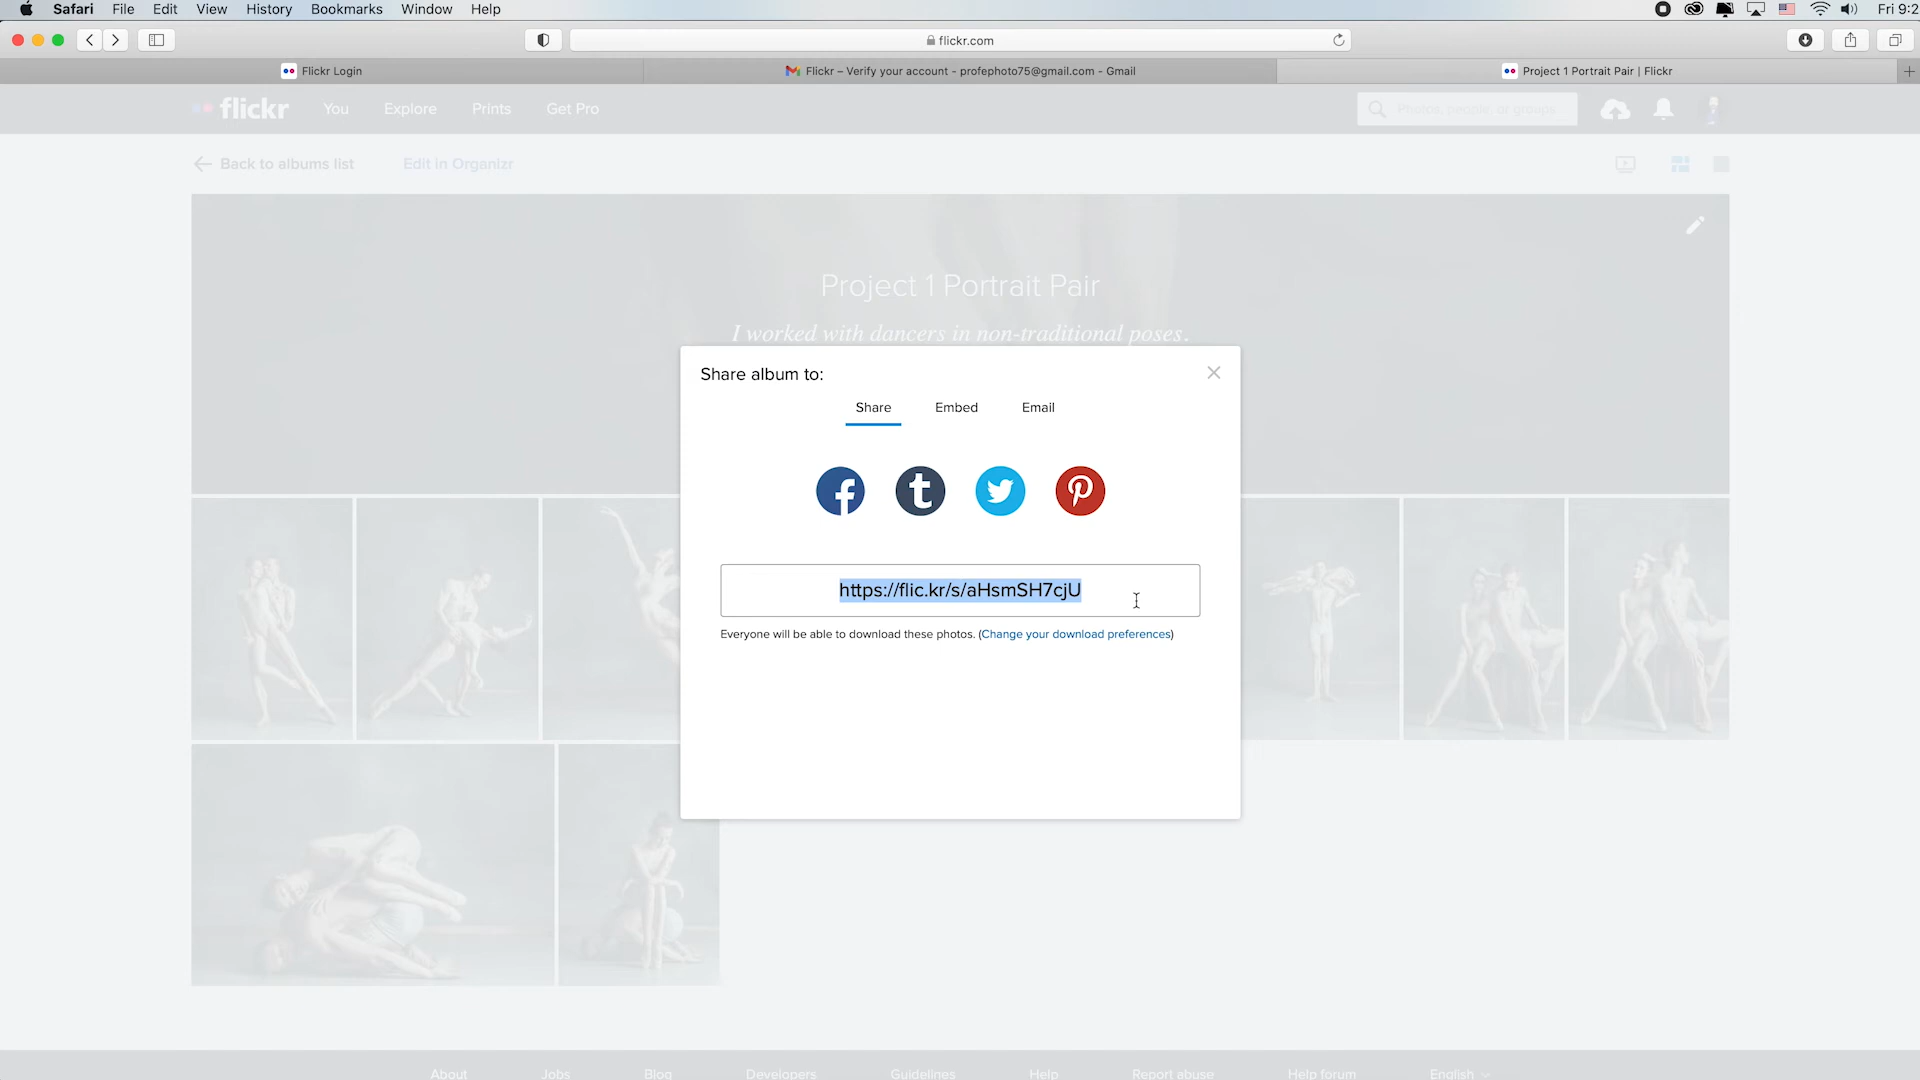 Safari File Edit View History Bookmarks Window Help Fri 9:2
flickr.com
Flickr Login
Flickr – Verify your account - profephoto75@gmail.com - Gmail
Project 1 Portrait Pair | Flickr
flickr You Explore Prints Get Pro
Photos, people, or groups
Back to albums list Edit in Organizr
Project 1 Portrait Pair
I worked with dancers in non-traditional poses.
Share album to:
Share Embed Email
https://flic.kr/s/aHsmSH7cjU
Everyone will be able to download these photos. (Change your download preferences)
About Jobs Blog Developers Guidelines Help Report abuse Help forum English